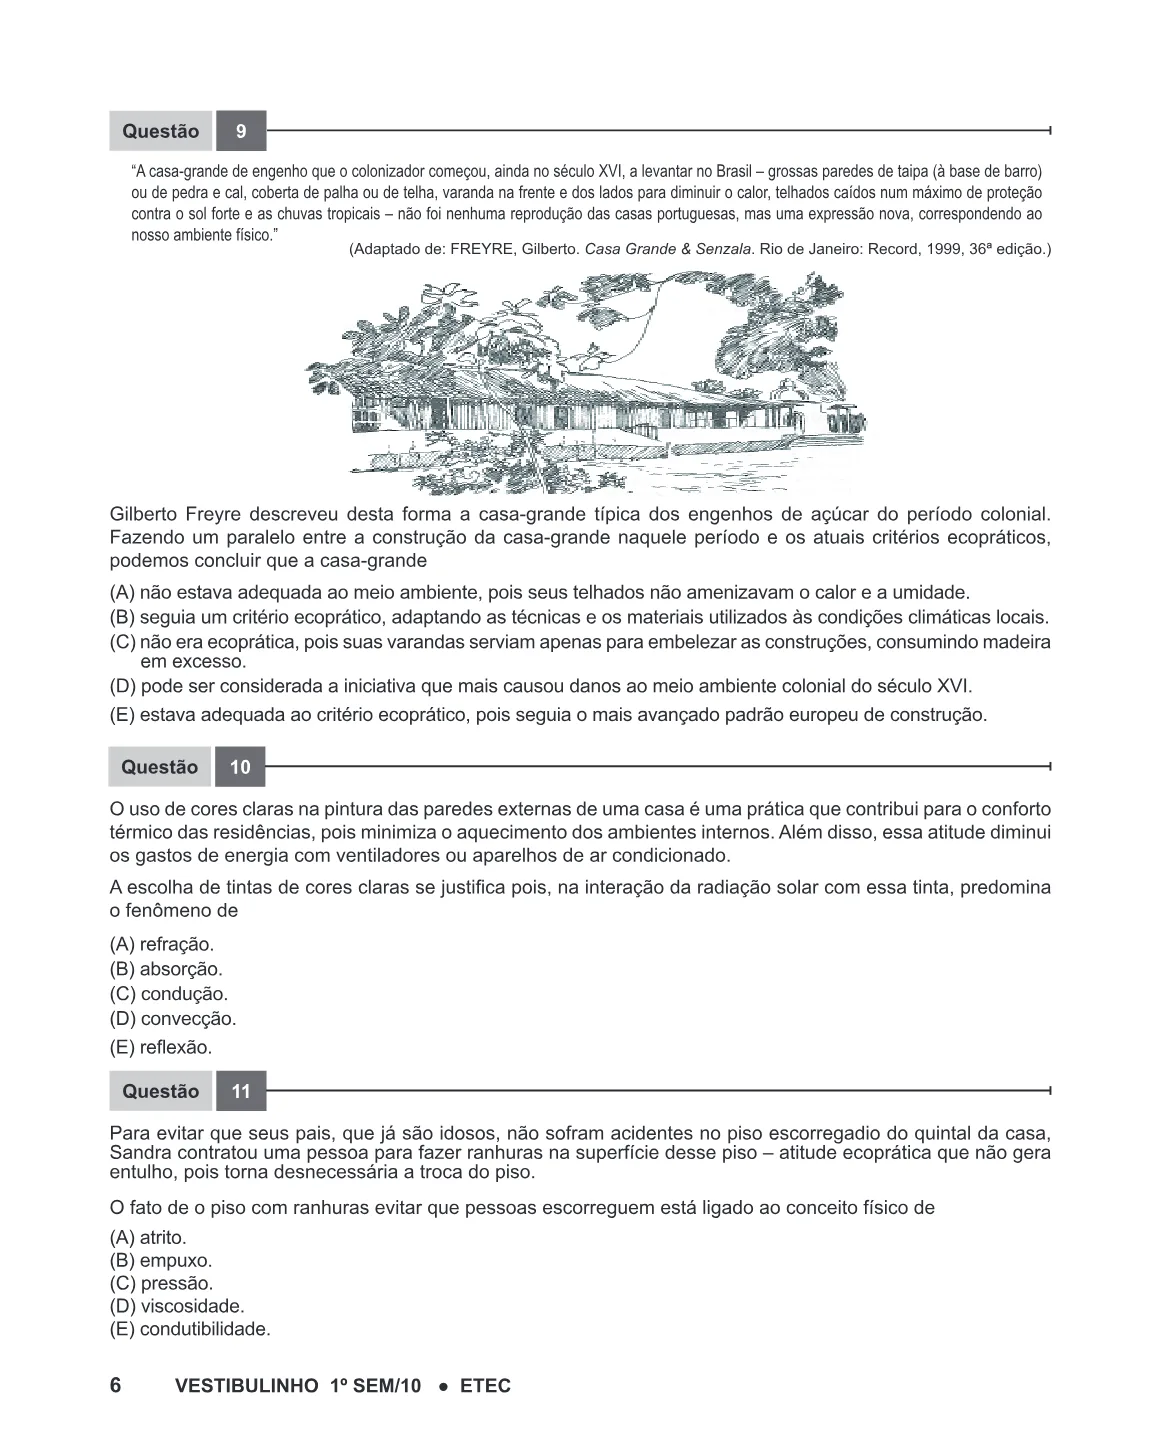 Questão 9
“A casa-grande de engenho que o colonizador começou, ainda no século XVI, a levantar no Brasil – grossas paredes de taipa (à base de barro)
ou de pedra e cal, coberta de palha ou de telha, varanda na frente e dos lados para diminuir o calor, telhados caídos num máximo de proteção
contra o sol forte e as chuvas tropicais – não foi nenhuma reprodução das casas portuguesas, mas uma expressão nova, correspondendo ao
nosso ambiente físico.”
(Adaptado de: FREYRE, Gilberto. Casa Grande & Senzala. Rio de Janeiro: Record, 1999, 36ª edição.)
Gilberto Freyre descreveu desta forma a casa-grande típica dos engenhos de açúcar do período colonial.
Fazendo um paralelo entre a construção da casa-grande naquele período e os atuais critérios ecopráticos,
podemos concluir que a casa-grande
(A) não estava adequada ao meio ambiente, pois seus telhados não amenizavam o calor e a umidade.
(B) seguia um critério ecoprático, adaptando as técnicas e os materiais utilizados às condições climáticas locais.
(C) não era ecoprática, pois suas varandas serviam apenas para embelezar as construções, consumindo madeira
em excesso.
(D) pode ser considerada a iniciativa que mais causou danos ao meio ambiente colonial do século XVI.
(E) estava adequada ao critério ecoprático, pois seguia o mais avançado padrão europeu de construção.
Questão 10
O uso de cores claras na pintura das paredes externas de uma casa é uma prática que contribui para o conforto
térmico das residências, pois minimiza o aquecimento dos ambientes internos. Além disso, essa atitude diminui
os gastos de energia com ventiladores ou aparelhos de ar condicionado.
A escolha de tintas de cores claras se justifica pois, na interação da radiação solar com essa tinta, predomina
o fenômeno de
(A) refração.
(B) absorção.
(C) condução.
(D) convecção.
(E) reflexão.
Questão 11
Para evitar que seus pais, que já são idosos, não sofram acidentes no piso escorregadio do quintal da casa,
Sandra contratou uma pessoa para fazer ranhuras na superfície desse piso – atitude ecoprática que não gera
entulho, pois torna desnecessária a troca do piso.
O fato de o piso com ranhuras evitar que pessoas escorreguem está ligado ao conceito físico de
(A) atrito.
(B) empuxo.
(C) pressão.
(D) viscosidade.
(E) condutibilidade.
6 VESTIBULINHO 1º SEM/10 ● ETEC